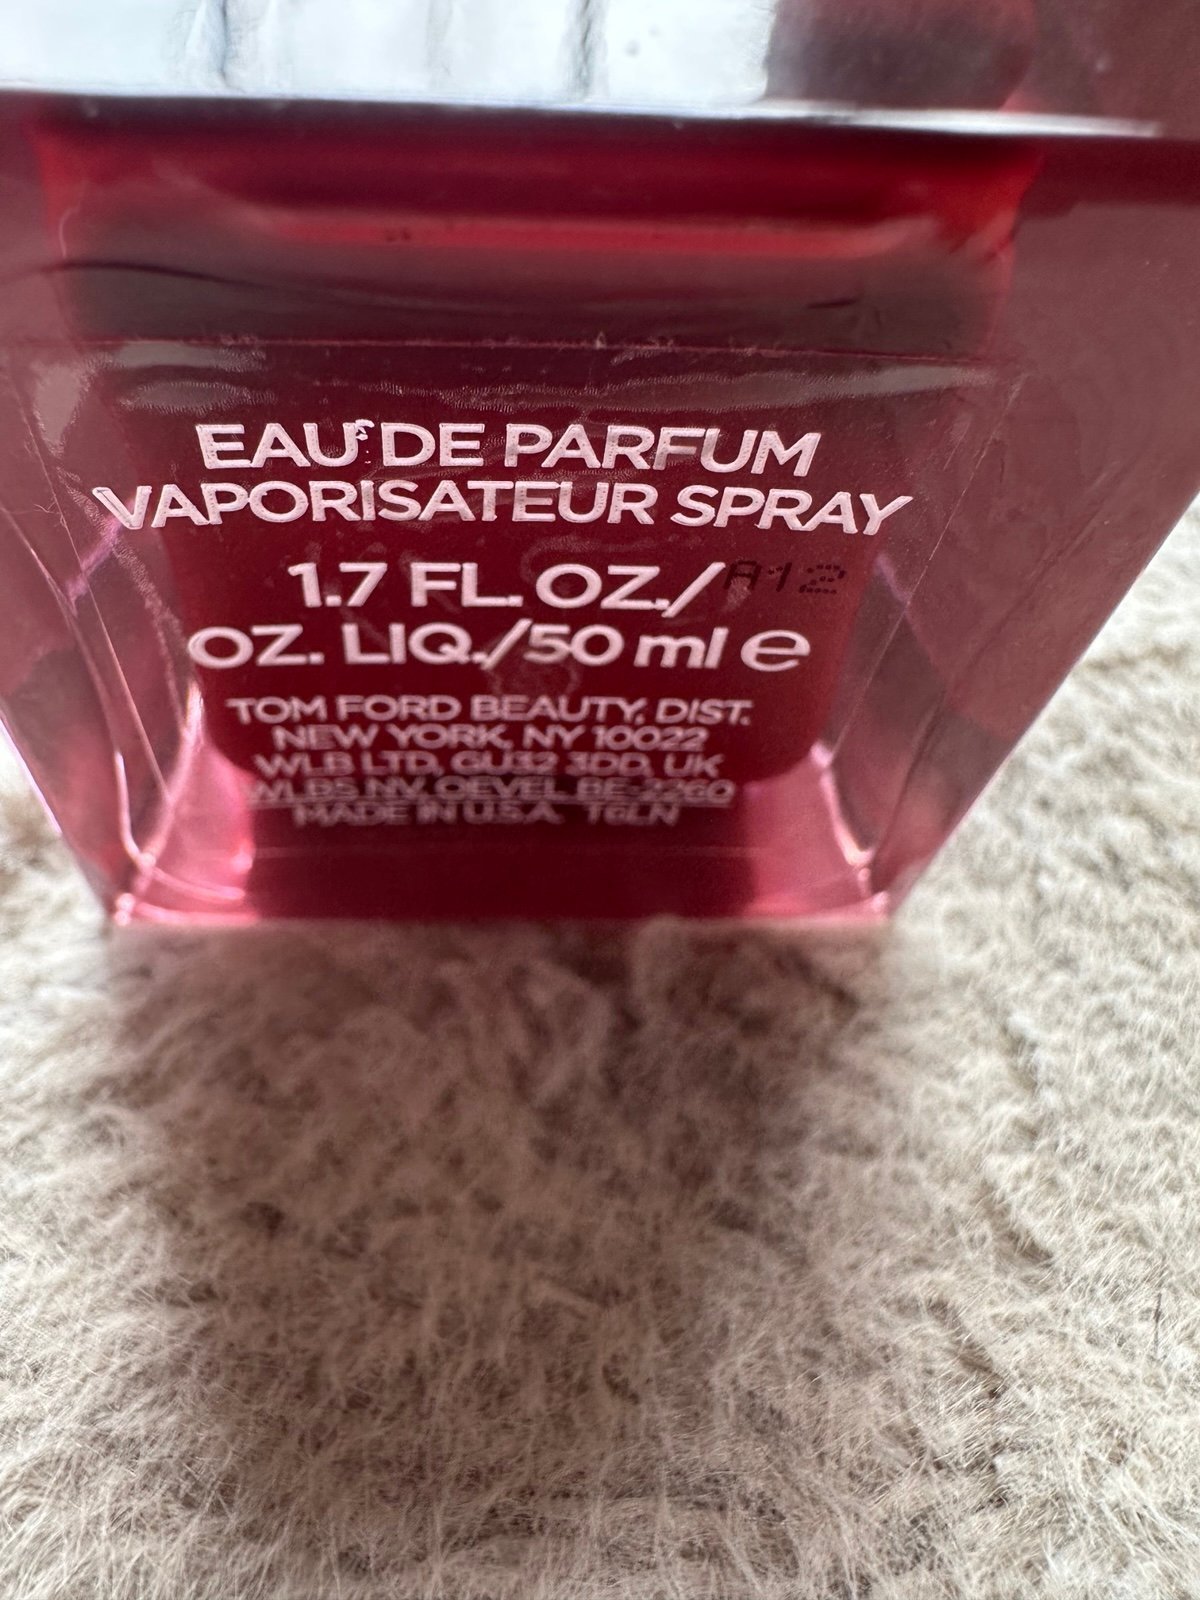 EAU DE PARFUM
VAPORISATEUR SPRAY
1.7 FL. OZ./ A12
OZ. LIQ./50 ml e
TOM FORD BEAUTY, DIST.
NEW YORK, NY 10022
WLB LTD, GU32 3DD, UK
WLBS NV. OEVEL BE-2260
MADE IN U.S.A.